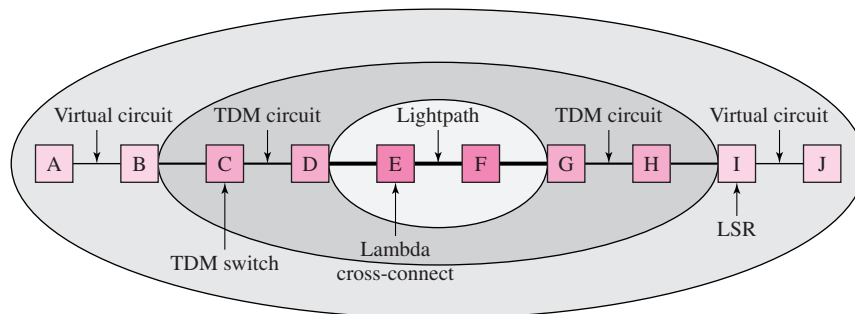 Virtual circuit
TDM circuit
Lightpath
TDM circuit
Virtual circuit
A
B
C
D
E
F
G
H
I
J
LSR
TDM switch
Lambda
cross-connect